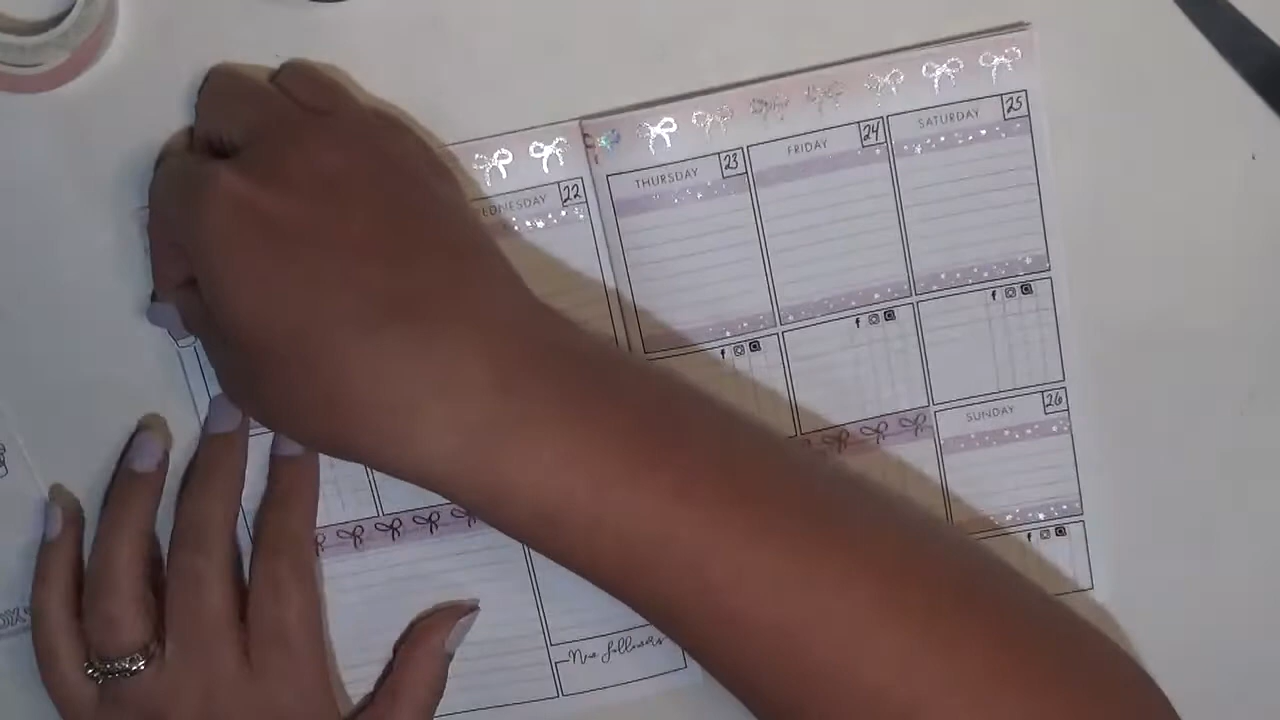 EDNESDAY 22
THURSDAY 23
FRIDAY 24
SATURDAY 25
SUNDAY 26
New followers